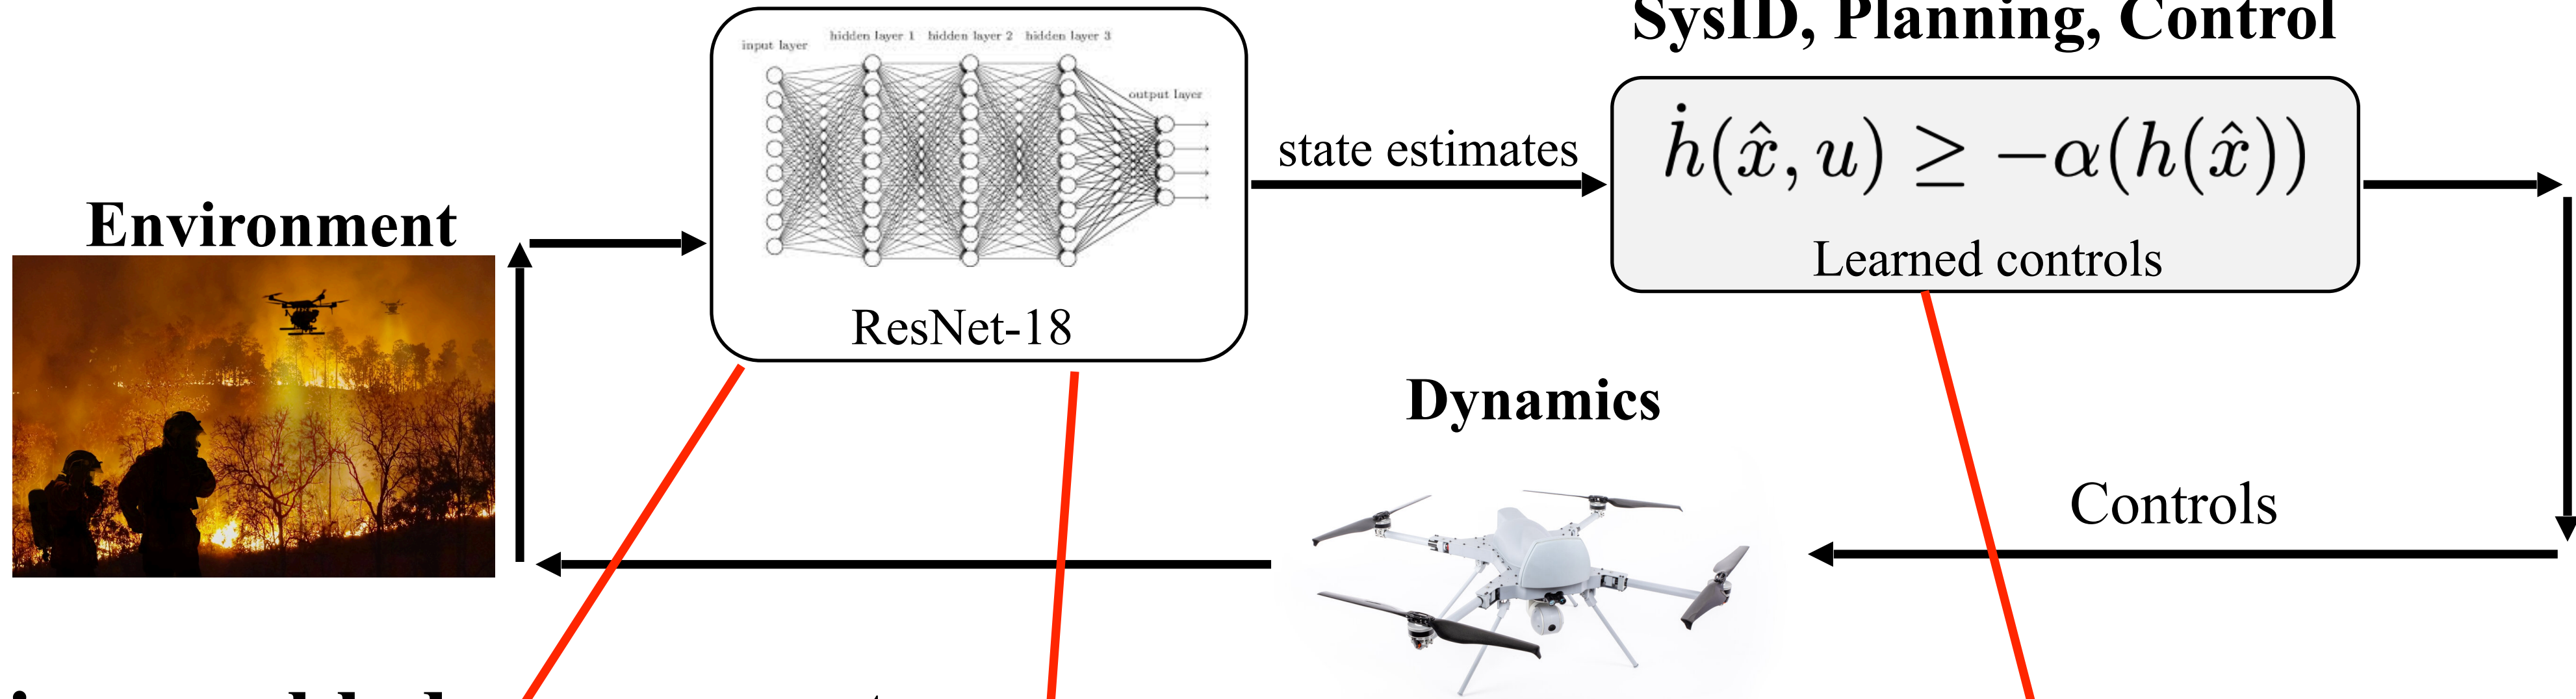 SysID, Planning, Control
input layer
hidden layer 1 hidden layer 2 hidden layer 3
output layer
ResNet-18
state estimates
ḣ(x̂, u) ≥ −α(h(x̂))
Learned controls
Environment
Dynamics
Controls